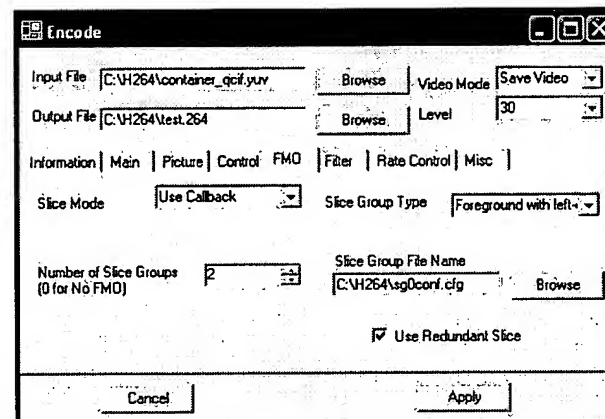 Encode
Input File C:\H264\container_qcif.yuv Browse Video Mode Save Video
Output File C:\H264\test.264 Browse Level 30
Information Main Picture Control FMO Filter Rate Control Misc
Slice Mode Use Callback Slice Group Type Foreground with left-
Number of Slice Groups
(0 for No FMO)
2
Slice Group File Name
C:\H264\sg0conf.cfg Browse
Use Redundant Slice
Cancel Apply